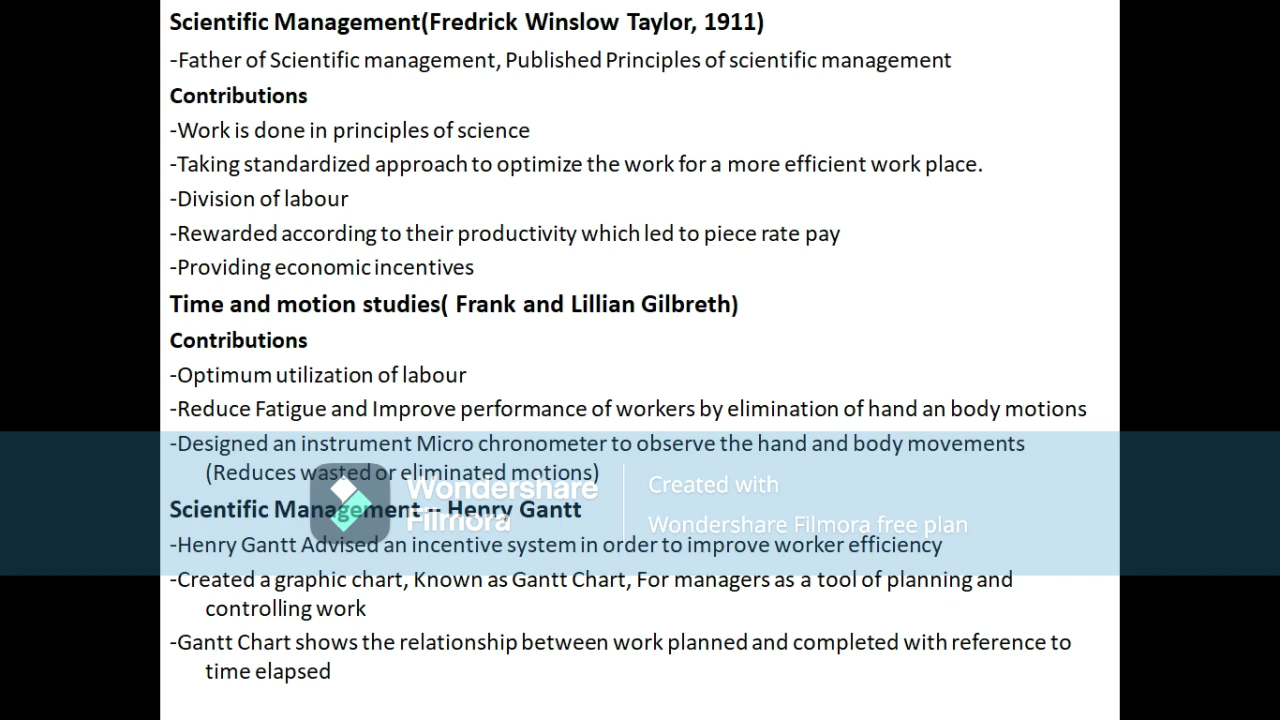 Scientific Management(Fredrick Winslow Taylor, 1911)
-Father of Scientific management, Published Principles of scientific management
Contributions
-Work is done in principles of science
-Taking standardized approach to optimize the work for a more efficient work place.
-Division of labour
-Rewarded according to their productivity which led to piece rate pay
-Providing economic incentives
Time and motion studies( Frank and Lillian Gilbreth)
Contributions
-Optimum utilization of labour
-Reduce Fatigue and Improve performance of workers by elimination of hand an body motions
-Designed an instrument Micro chronometer to observe the hand and body movements
(Reduces wasted or eliminated motions)
Wondershare
Filmora
Created with
Wondershare Filmora free plan
Scientific Management – Henry Gantt
-Henry Gantt Advised an incentive system in order to improve worker efficiency
-Created a graphic chart, Known as Gantt Chart, For managers as a tool of planning and
controlling work
-Gantt Chart shows the relationship between work planned and completed with reference to
time elapsed